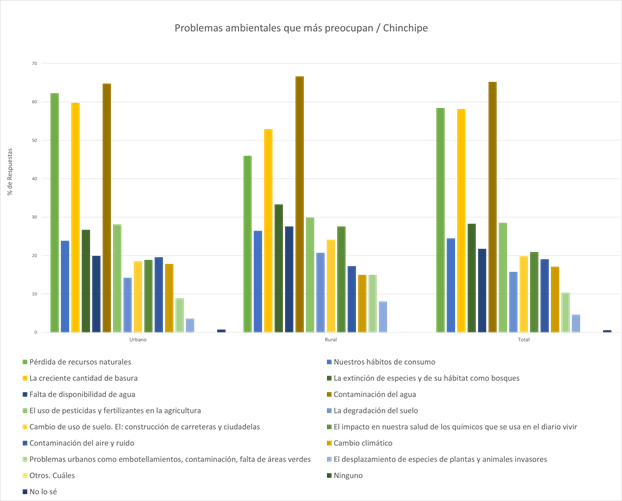 Problemas ambientales que más preocupan / Chinchipe
% de Respuestas
70
60
50
40
30
20
10
0
Urbano
Rural
Total
Pérdida de recursos naturales
Nuestros hábitos de consumo
La creciente cantidad de basura
La extinción de especies y de su hábitat como bosques
Falta de disponibilidad de agua
Contaminación del agua
El uso de pesticidas y fertilizantes en la agricultura
La degradación del suelo
Cambio de uso de suelo. El: construcción de carreteras y ciudadelas
El impacto en nuestra salud de los químicos que se usa en el diario vivir
Contaminación del aire y ruido
Cambio climático
Problemas urbanos como embotellamientos, contaminación, falta de áreas verdes
El desplazamiento de especies de plantas y animales invasores
Otros. Cuáles
Ninguno
No lo sé